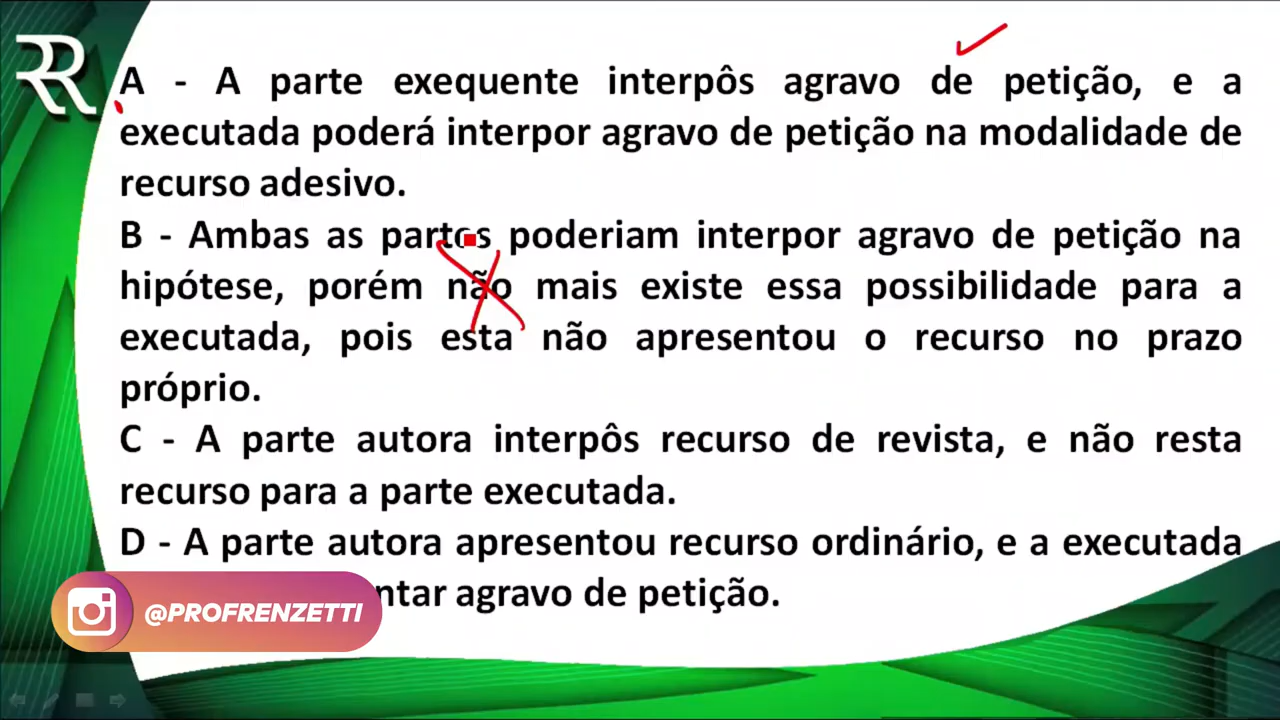 RR
A - A parte exequente interpôs agravo de petição, e a
executada poderá interpor agravo de petição na modalidade de
recurso adesivo.
B - Ambas as partes poderiam interpor agravo de petição na
hipótese, porém não mais existe essa possibilidade para a
executada, pois esta não apresentou o recurso no prazo
próprio.
C - A parte autora interpôs recurso de revista, e não resta
recurso para a parte executada.
D - A parte autora apresentou recurso ordinário, e a executada
ntar agravo de petição.
@PROFRENZETTI